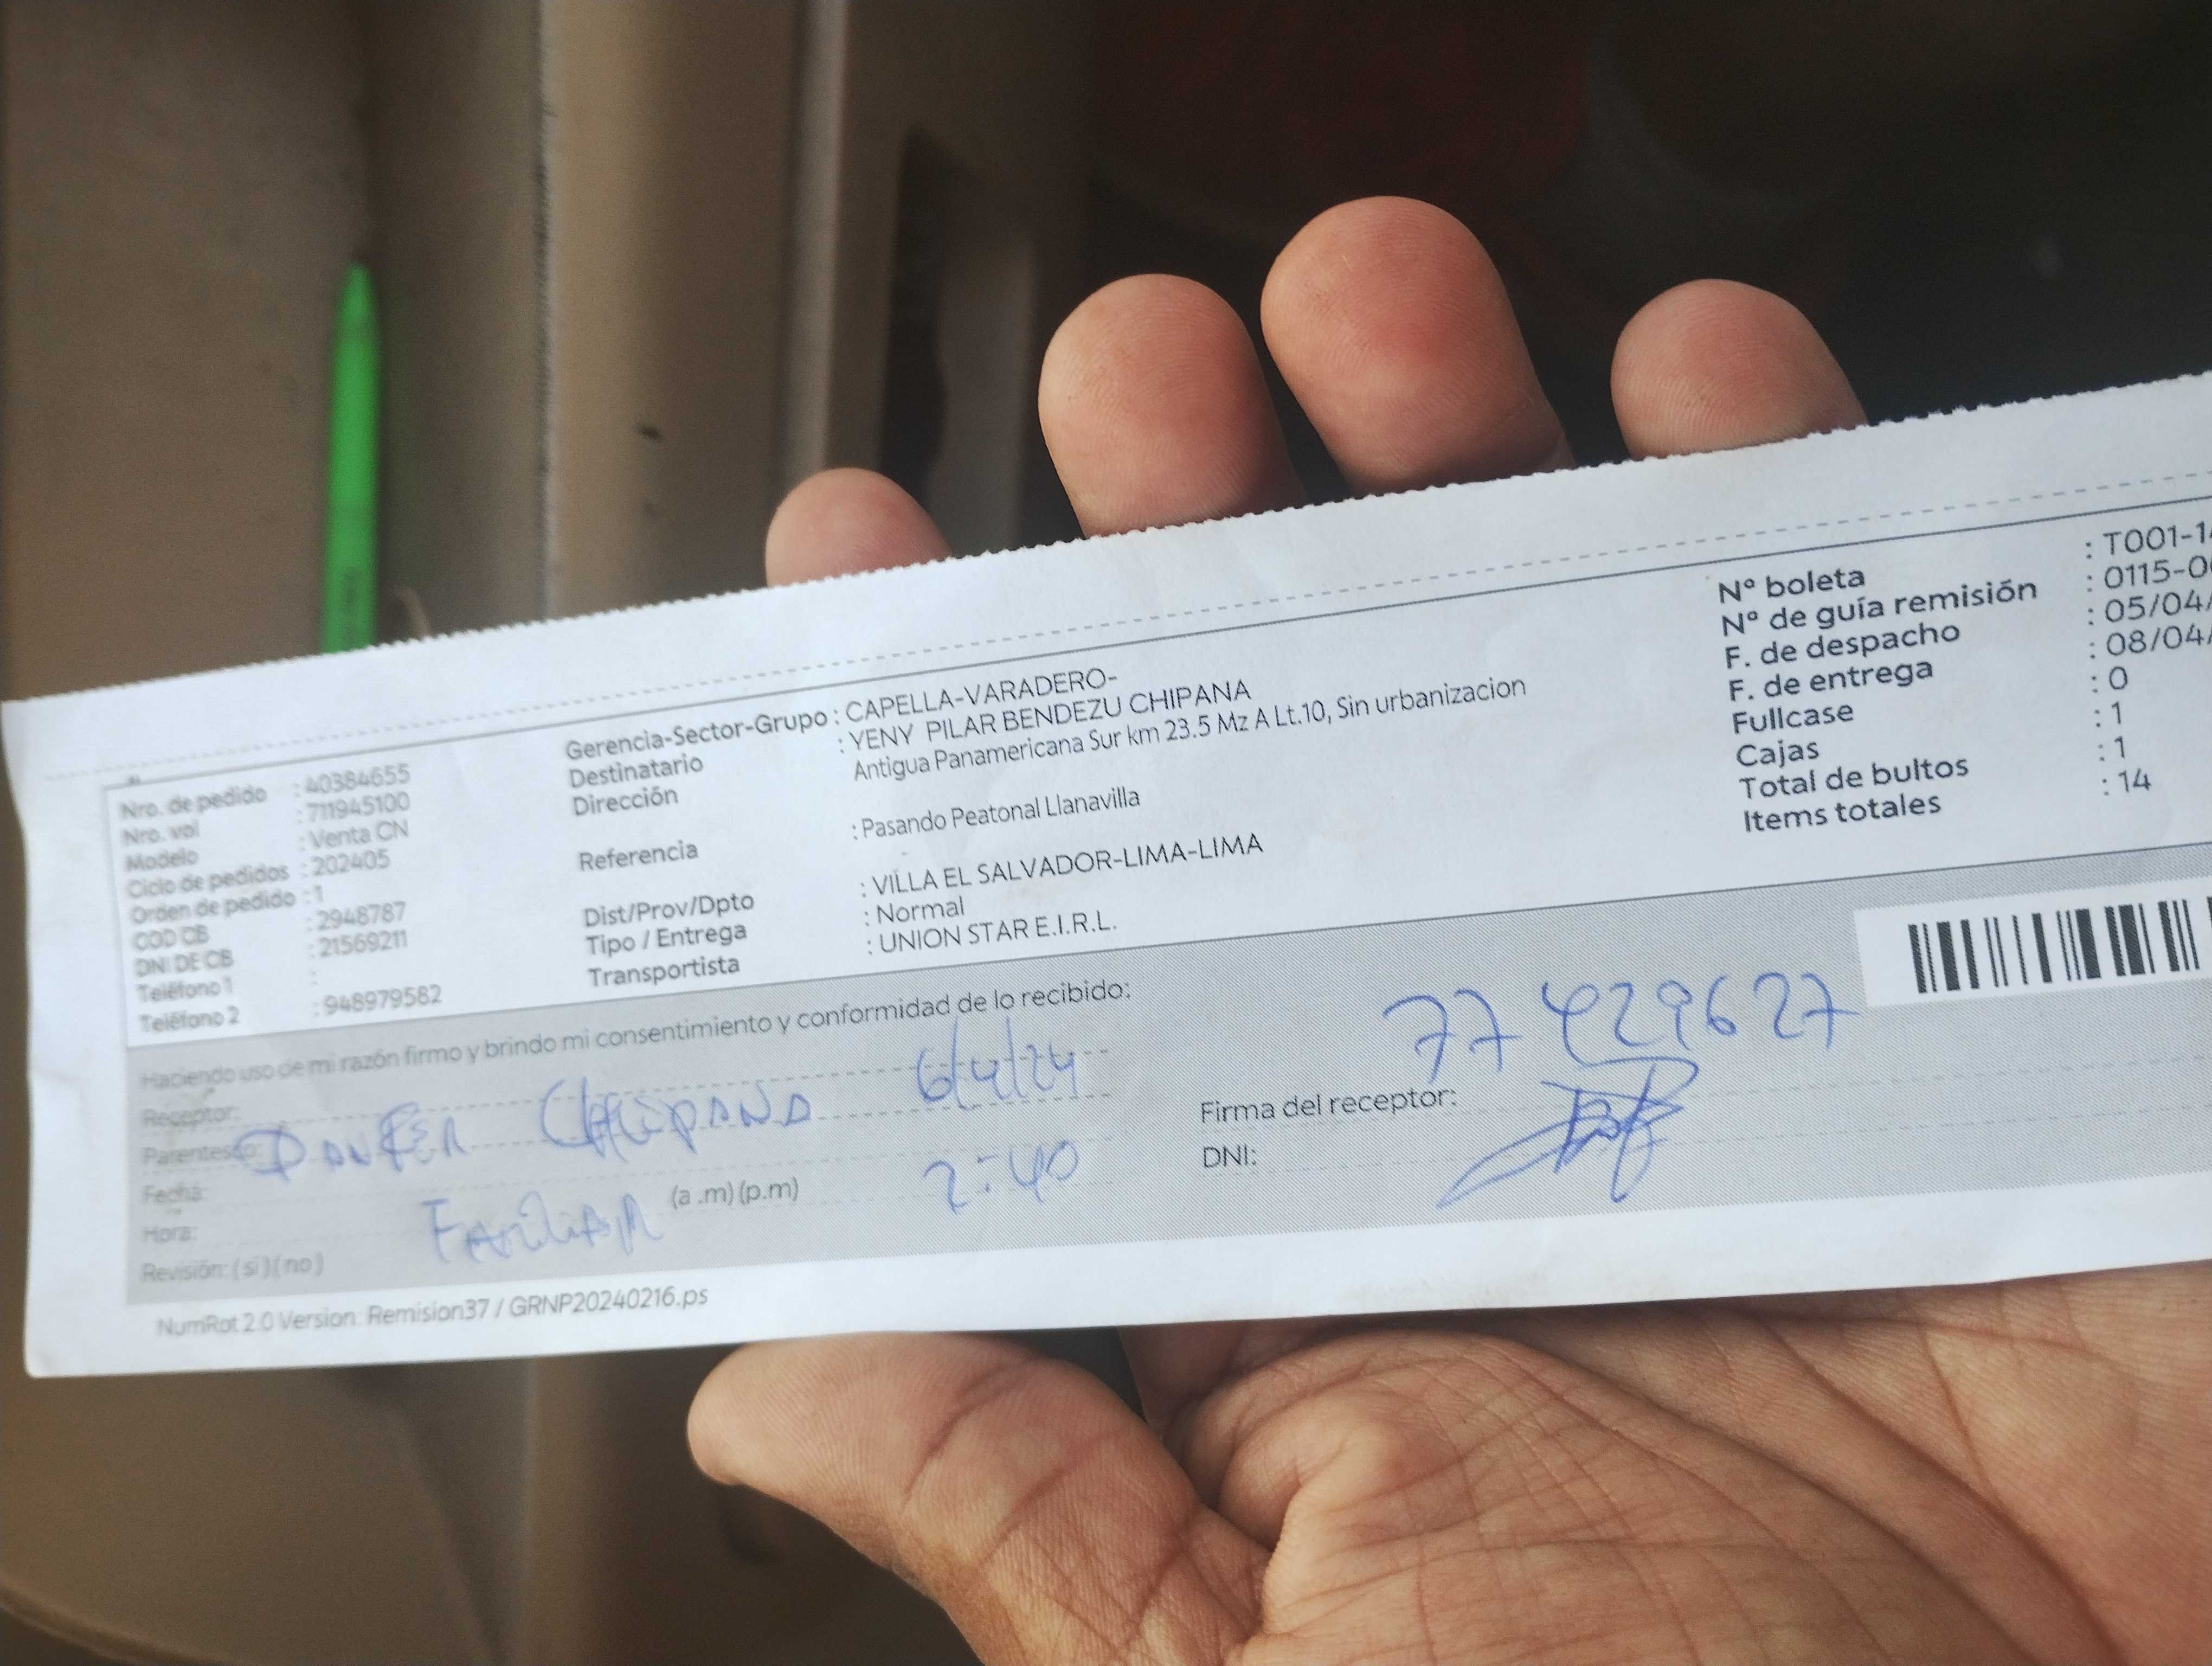 Nro. de pedido : 40384655
Nro. vol : 711945100
Modelo : Venta CN
Ciclo de pedidos : 202405
Orden de pedido : 1
COD CB : 2948787
DNI DE CB : 21569211
Teléfono 1 :
Teléfono 2 : 948979582
Gerencia-Sector-Grupo : CAPELLA-VARADERO-
Destinatario : YENY PILAR BENDEZU CHIPANA
Dirección Antigua Panamericana Sur km 23.5 Mz A Lt.10, Sin urbanizacion
Referencia : Pasando Peatonal Llanavilla
Dist/Prov/Dpto : VILLA EL SALVADOR-LIMA-LIMA
Tipo / Entrega : Normal
Transportista : UNION STAR E.I.R.L.
Nº boleta : T001-1
Nº de guía remisión : 0115-0
F. de despacho : 05/04/
F. de entrega : 08/04/
Fullcase : 0
Cajas : 1
Total de bultos : 1
Items totales : 14
Haciendo uso de mi razón firmo y brindo mi consentimiento y conformidad de lo recibido:
Receptor:
CHIPANA 6/4/24
Parentesco:
Fecha:
FAMILIAR (a .m) (p.m) 2:40
Hora:
Revisión: ( si ) ( no )
77429627
Firma del receptor:
DNI:
NumRot 2.0 Version: Remision37 / GRNP20240216.ps